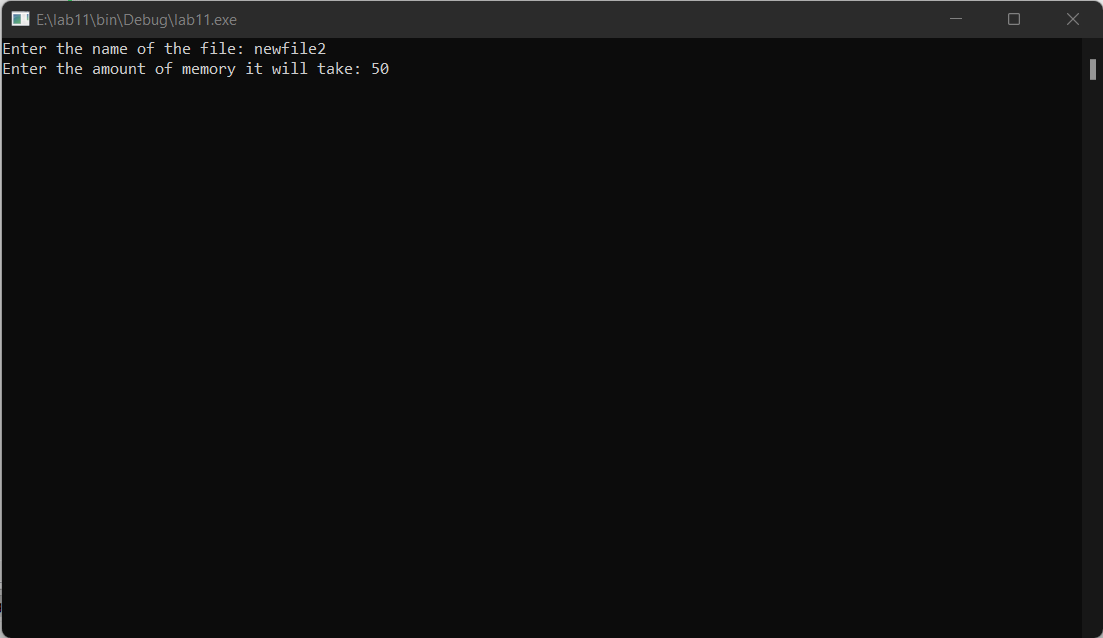 E:\lab11\bin\Debug\lab11.exe
Enter the name of the file: newfile2
Enter the amount of memory it will take: 50